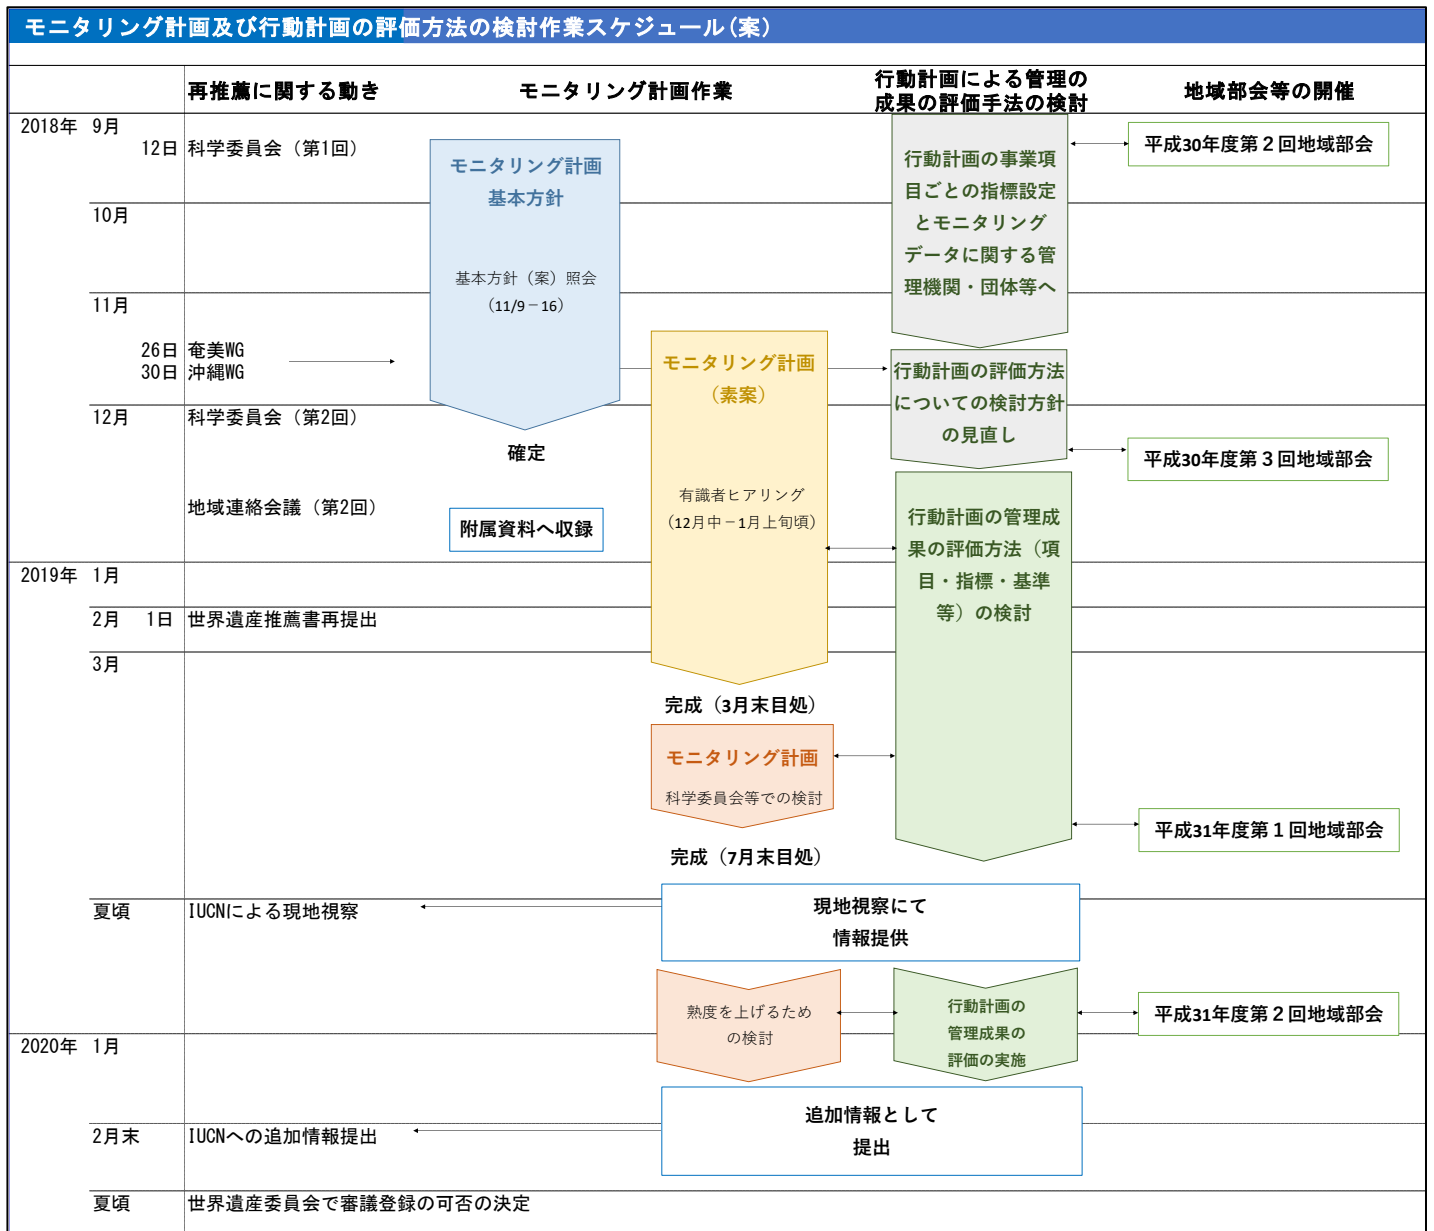 モニタリング計画及び行動計画の評価方法の検討作業スケジュール(案)
再推薦に関する動き
モニタリング計画作業
行動計画による管理の
成果の評価手法の検討
地域部会等の開催
2018年 9月
12日 科学委員会（第1回）
モニタリング計画
基本方針
行動計画の事業項
目ごとの指標設定
とモニタリング
データに関する管
理機関・団体等へ
平成30年度第２回地域部会
10月
基本方針（案）照会
（11/9－16）
11月
26日 奄美WG
30日 沖縄WG
モニタリング計画
（素案）
行動計画の評価方法
についての検討方針
の見直し
12月 科学委員会（第2回）
確定
平成30年度第３回地域部会
地域連絡会議（第2回）
附属資料へ収録
有識者ヒアリング
（12月中－1月上旬頃）
行動計画の管理成
果の評価方法（項
目・指標・基準
等）の検討
2019年 1月
2月 1日 世界遺産推薦書再提出
3月
完成（3月末目処）
モニタリング計画
科学委員会等での検討
平成31年度第１回地域部会
完成（7月末目処）
夏頃 IUCNによる現地視察
現地視察にて
情報提供
熟度を上げるため
の検討
行動計画の
管理成果の
評価の実施
平成31年度第２回地域部会
2020年 1月
追加情報として
提出
2月末 IUCNへの追加情報提出
夏頃 世界遺産委員会で審議登録の可否の決定